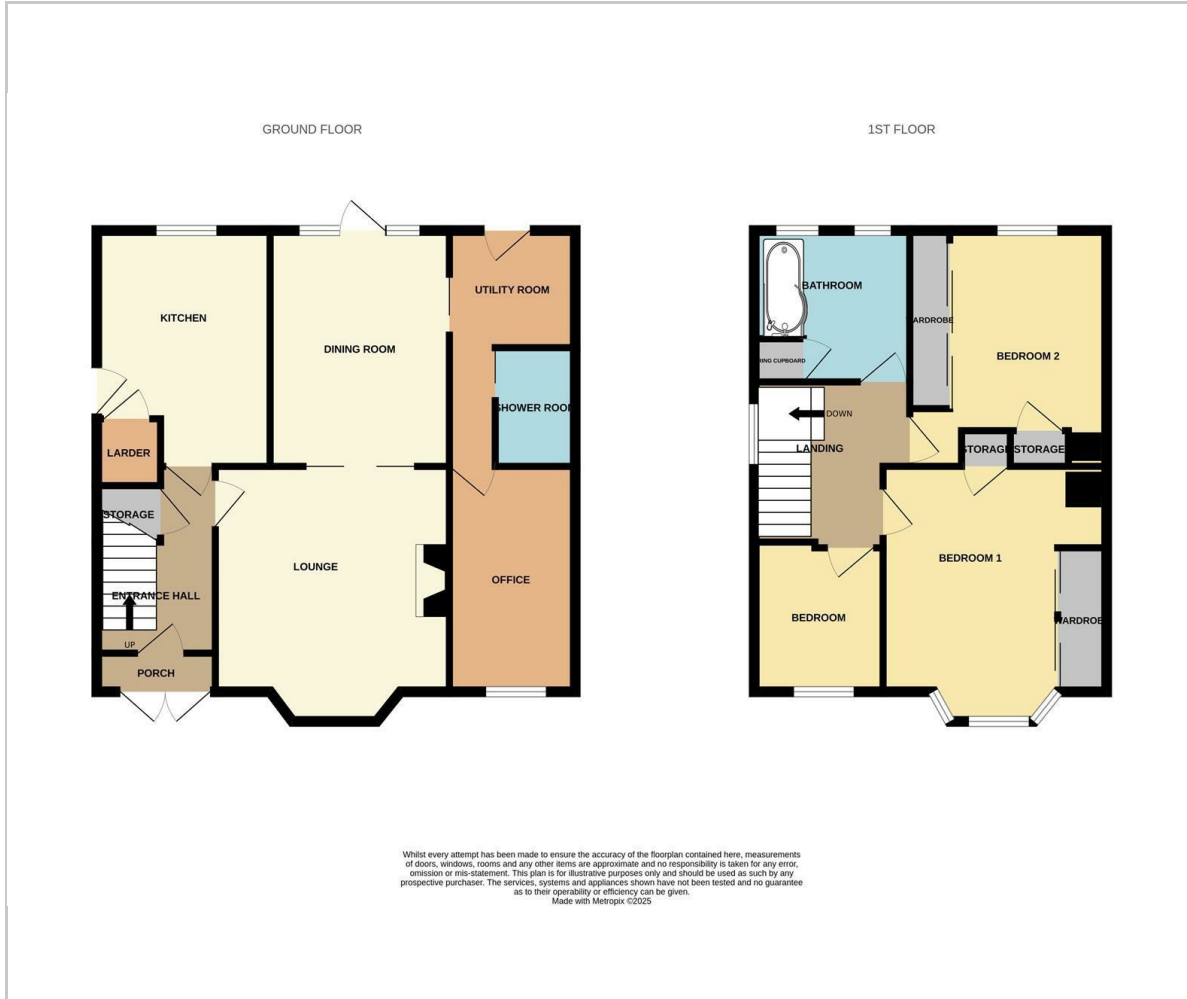 GROUND FLOOR
1ST FLOOR
KITCHEN
DINING ROOM
UTILITY ROOM
SHOWER ROOM
LARDER
STORAGE
LOUNGE
OFFICE
ENTRANCE HALL
UP
PORCH
BATHROOM
WARDROBE
BEDROOM 2
RING CUPBOARD
DOWN
LANDING
STORAGE
STORAGE
BEDROOM 1
BEDROOM
WARDROBE
Whilst every attempt has been made to ensure the accuracy of the floorplan contained here, measurements
of doors, windows, rooms and any other items are approximate and no responsibility is taken for any error,
omission or mis-statement. This plan is for illustrative purposes only and should be used as such by any
prospective purchaser. The services, systems and appliances shown have not been tested and no guarantee
as to their operability or efficiency can be given.
Made with Metropix ©2025